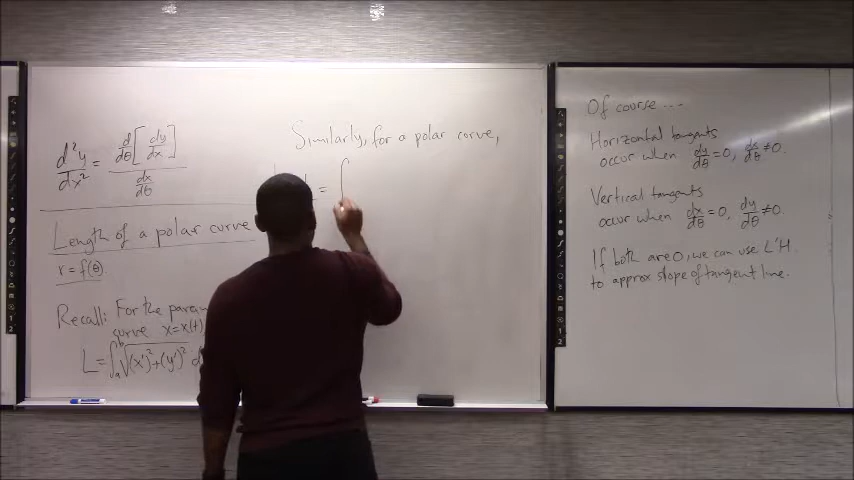 d²y/dx² = d/dθ [dy/dx] / dx/dθ
Length of a polar curve
r = f(θ)
Recall: For the
curve x = x(t)
L = ∫ₐᵇ √(x')² + (y')²
Similarly, for a polar curve,
= ∫
Of course ...
Horizontal tangents
occur when dy/dθ = 0, dx/dθ ≠ 0.
Vertical tangents
occur when dx/dθ = 0, dy/dθ ≠ 0.
If both are 0, we can use L'H
to approx slope of tangent line.